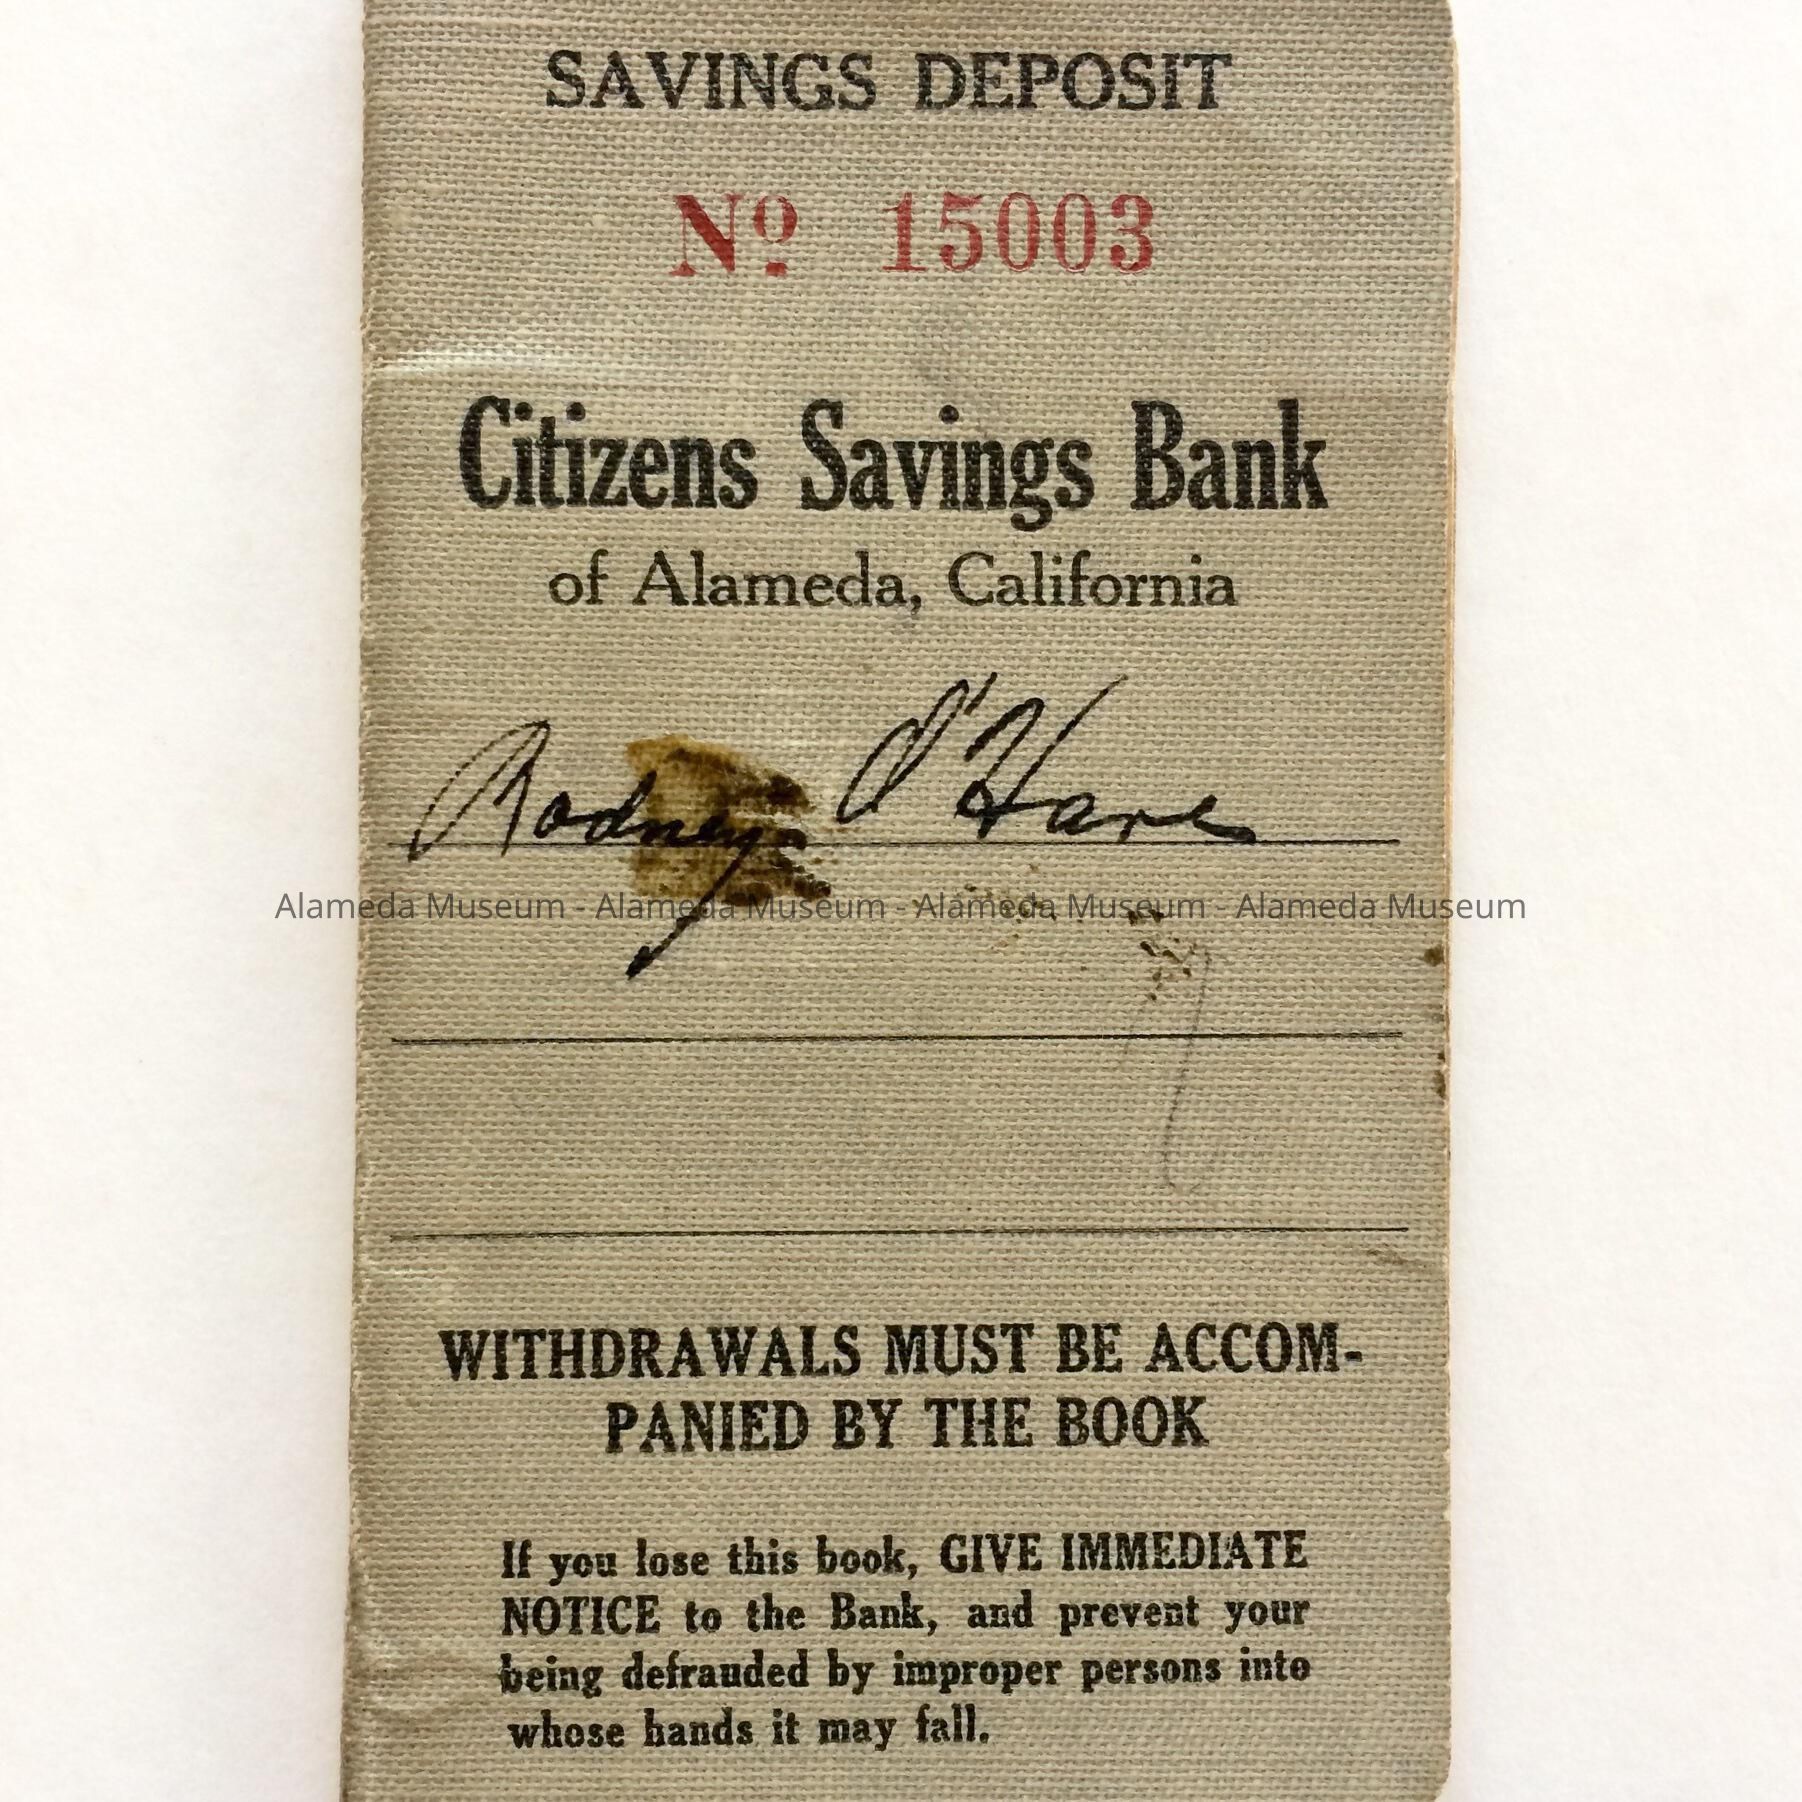 SAVINGS DEPOSIT
Nº 15003
Citizens Savings Bank
of Alameda, California
Rodney O'Hare
Alameda Museum - Alameda Museum - Alameda Museum - Alameda Museum
WITHDRAWALS MUST BE ACCOM-
PANIED BY THE BOOK
If you lose this book, GIVE IMMEDIATE
NOTICE to the Bank, and prevent your
being defrauded by improper persons into
whose hands it may fall.